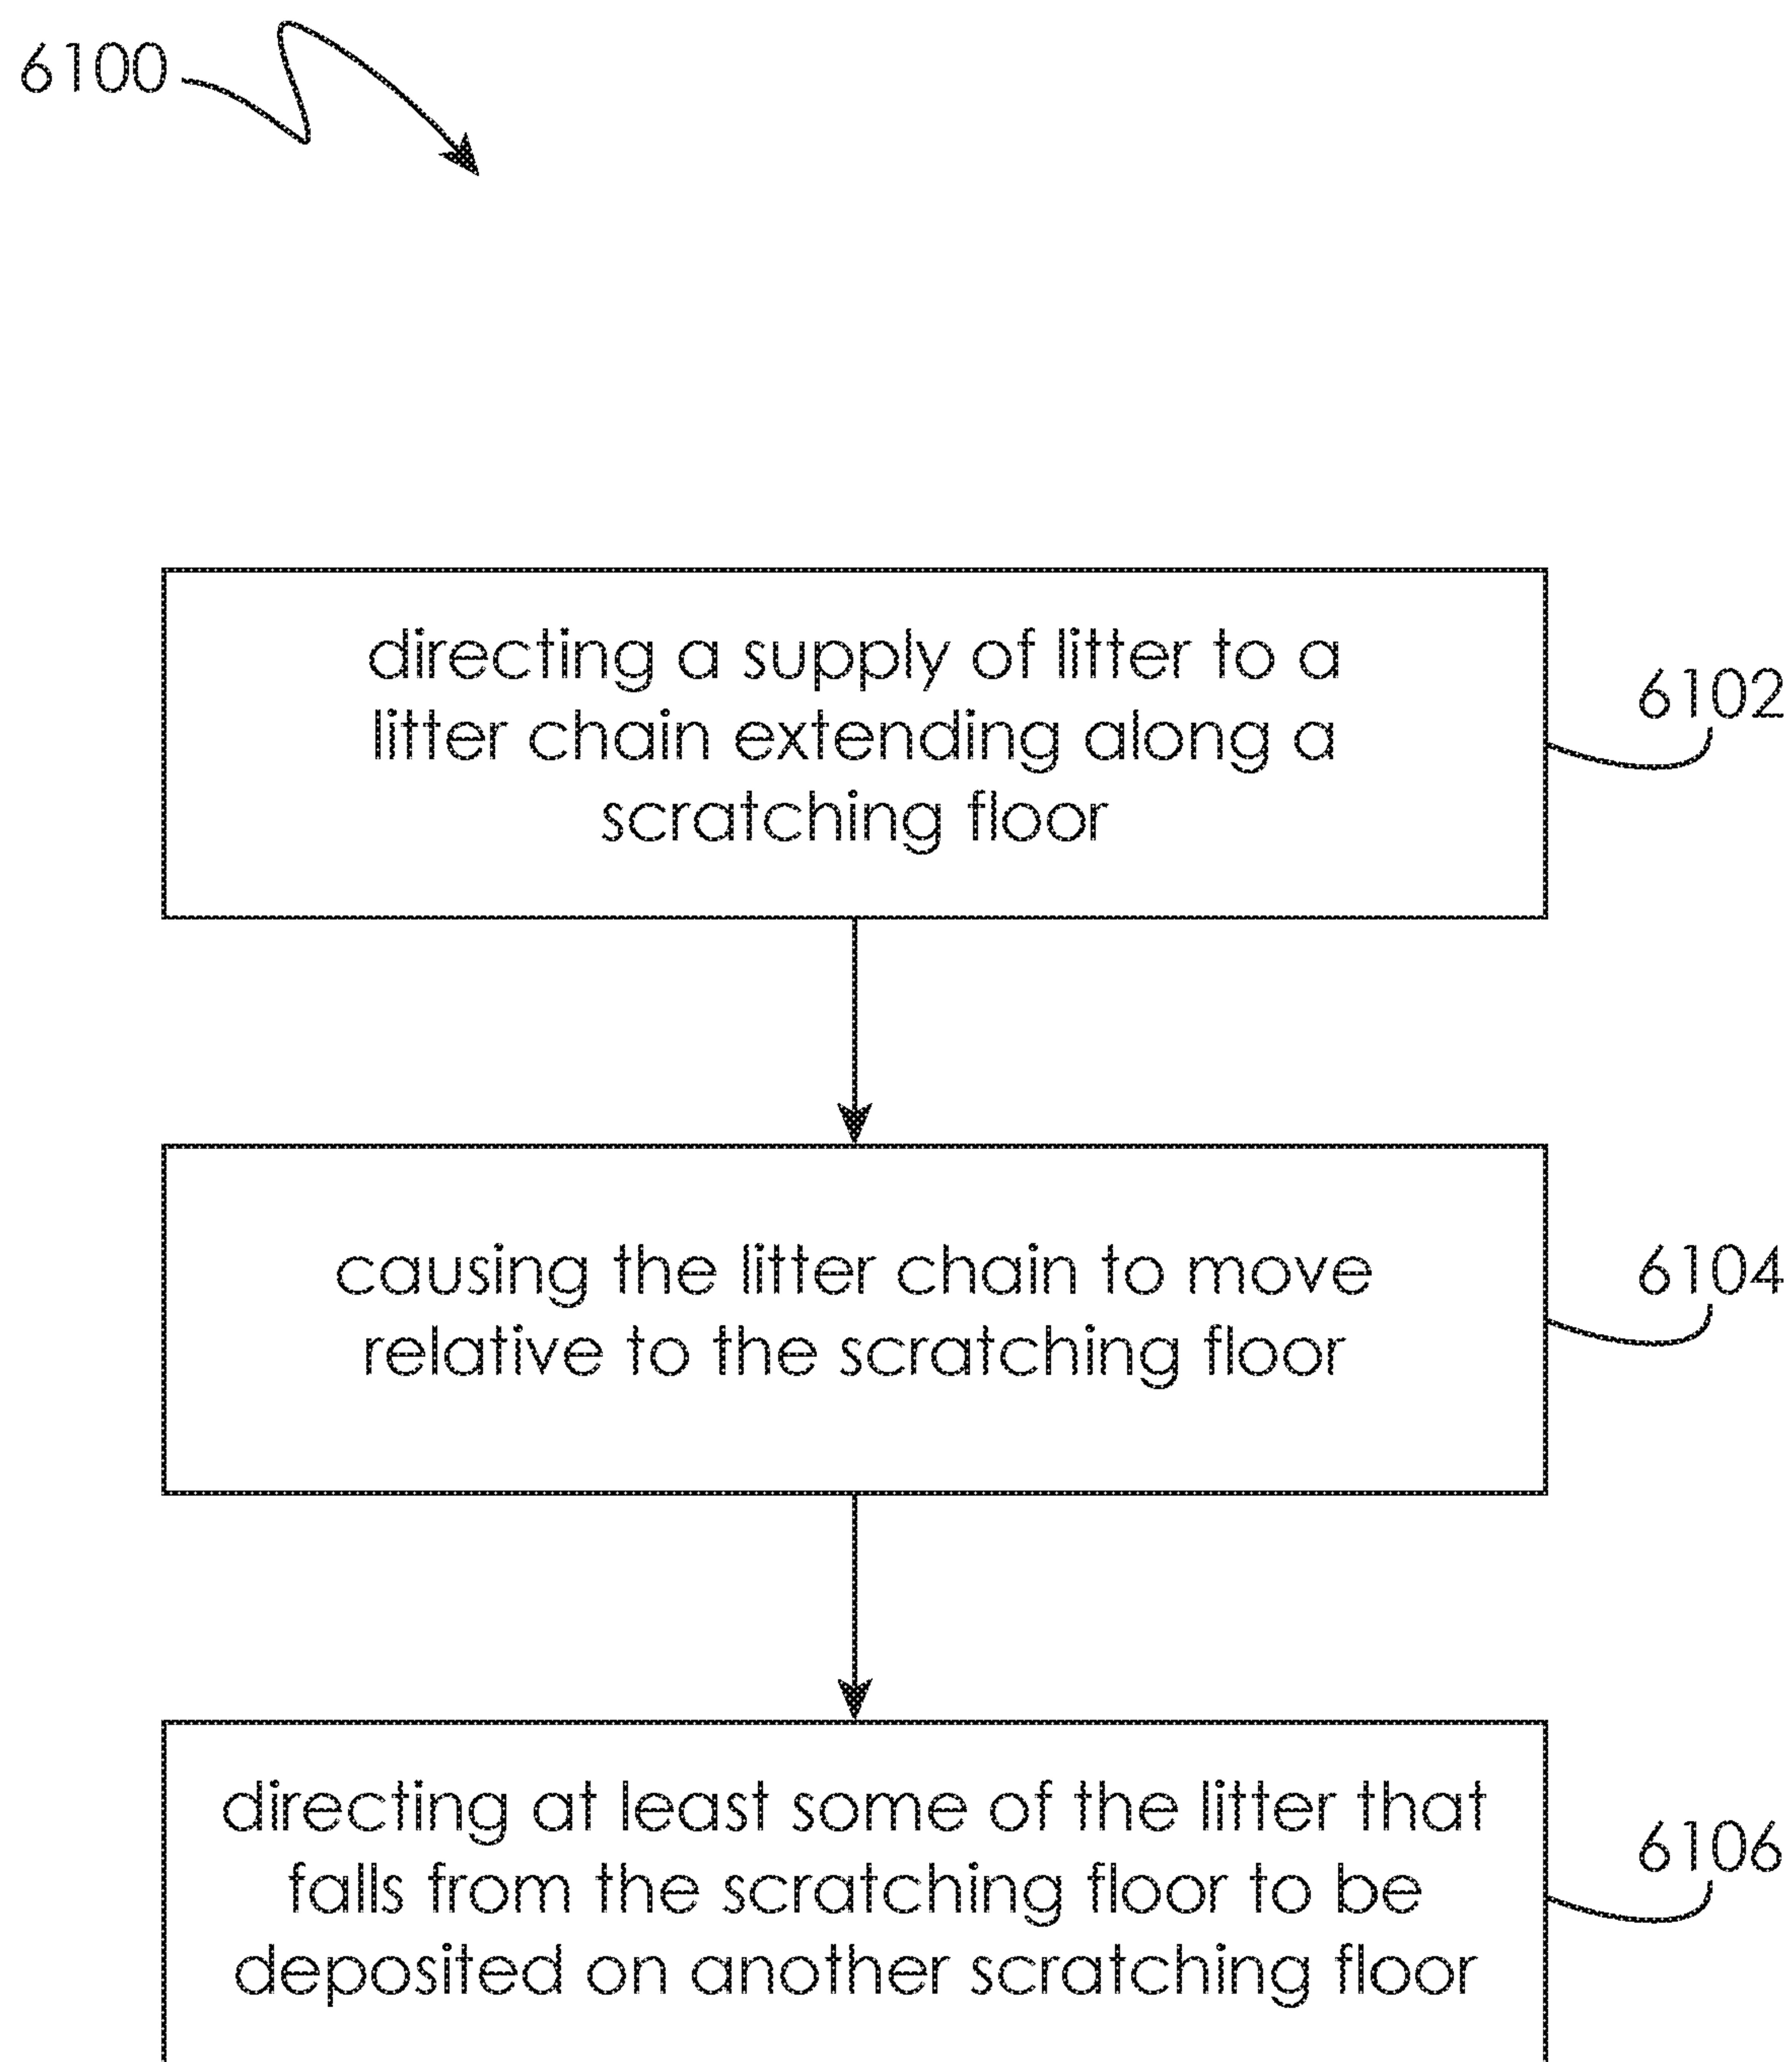 6100
directing a supply of litter to a
litter chain extending along a
scratching floor
6102
causing the litter chain to move
relative to the scratching floor
6104
directing at least some of the litter that
falls from the scratching floor to be
deposited on another scratching floor
6106